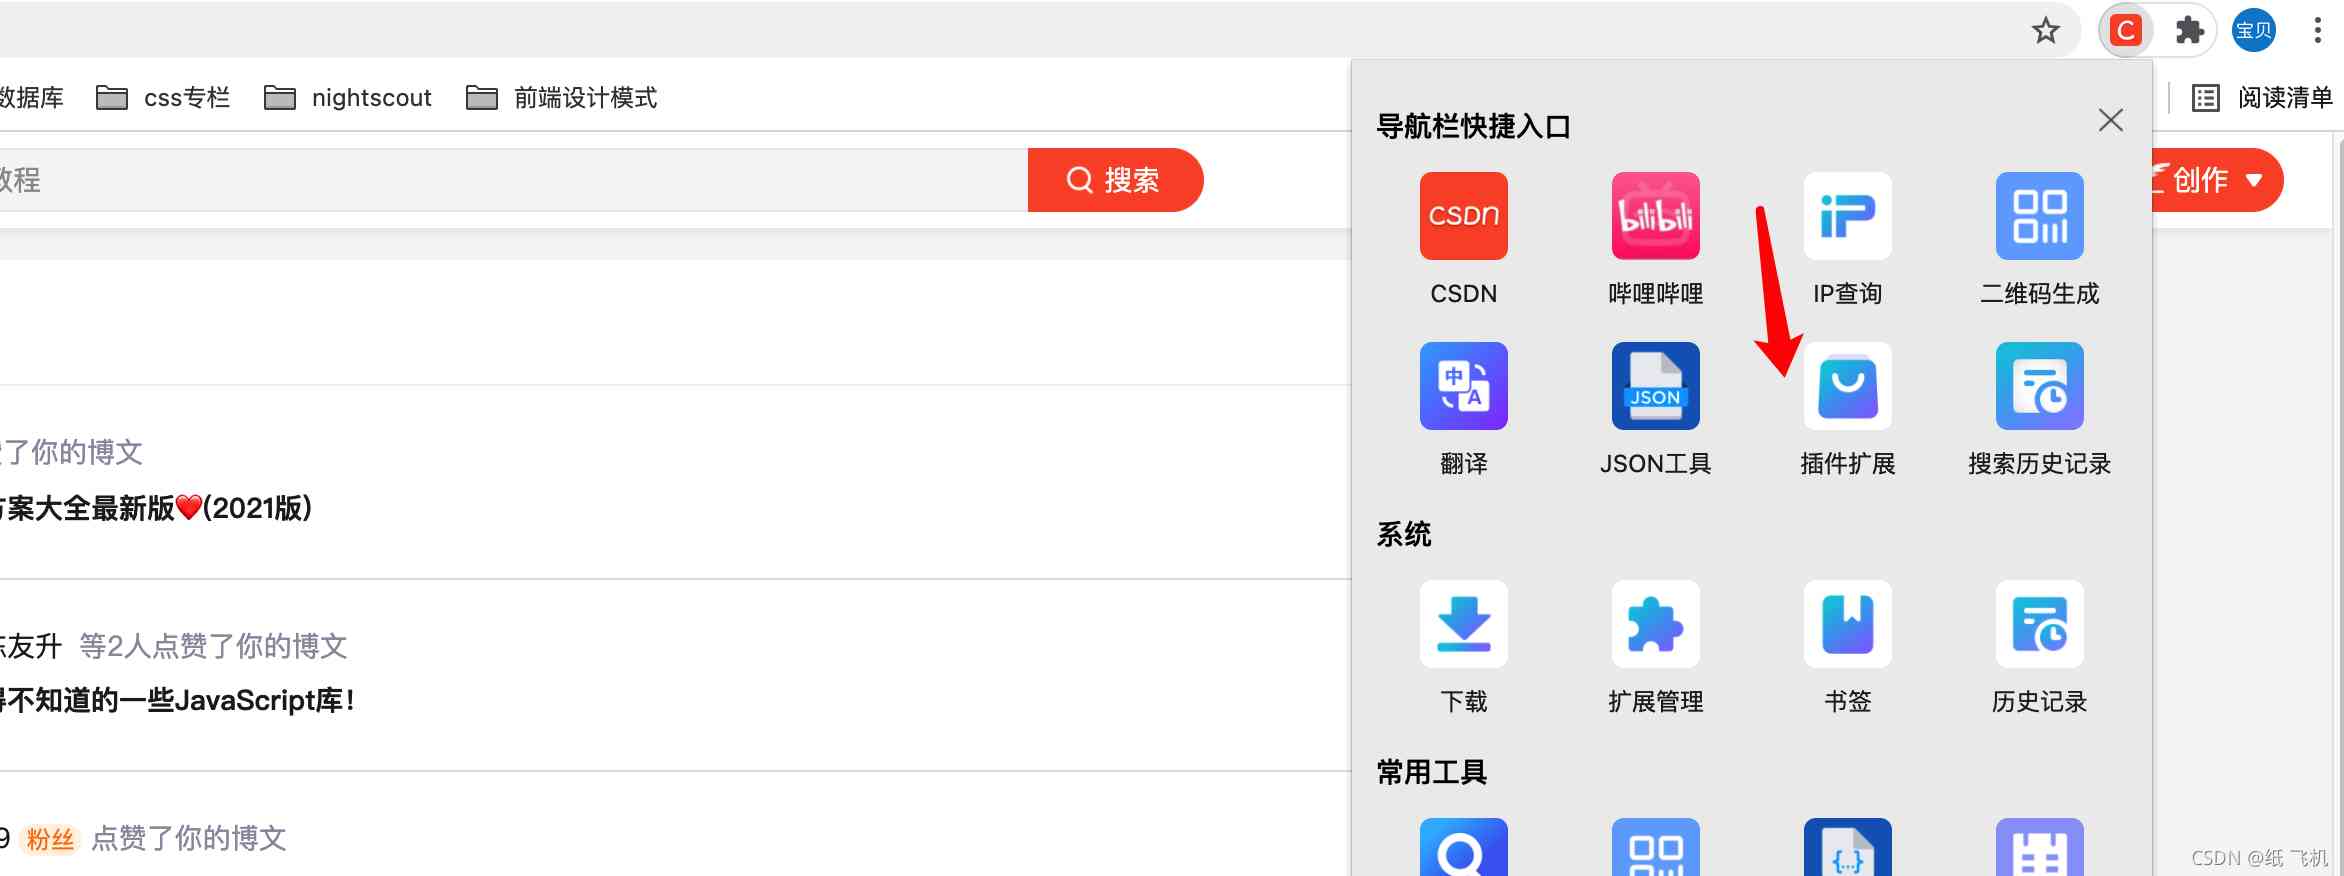 宝贝
数据库 css专栏 nightscout 前端设计模式 阅读清单
教程 搜索 创作
导航栏快捷入口
CSDN bilibili iP
CSDN 哔哩哔哩 IP查询 二维码生成
中 A JSON
翻译 JSON工具 插件扩展 搜索历史记录
系统
下载 扩展管理 书签 历史记录
常用工具
{...}
了你的博文
案大全最新版❤️(2021版)
友升 等2人点赞了你的博文
不知道的一些JavaScript库!
9 粉丝 点赞了你的博文
CSDN @纸 飞机